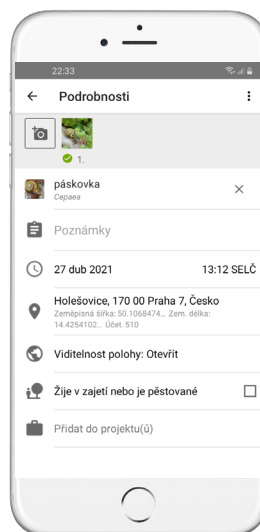 22:33
Podrobnosti
1.
páskovka
Cepaea
Poznámky
27 dub 2021 13:12 SELČ
Holešovice, 170 00 Praha 7, Česko
Zeměpisná šířka: 50.1068474... Zem. délka:
14.4254102... Účet. 510
Viditelnost polohy: Otevřít
Žije v zajetí nebo je pěstované
Přidat do projektu(ů)